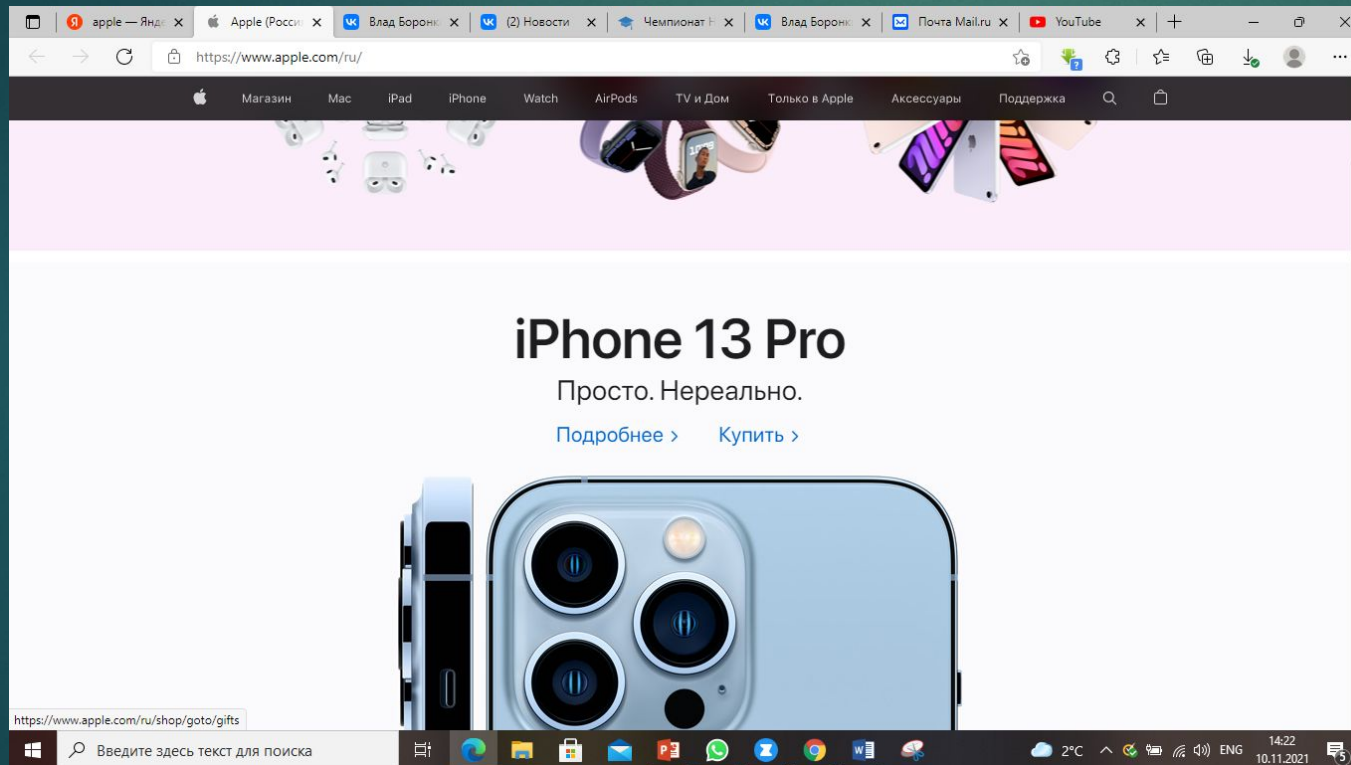 apple — Янде
Apple (Росси
Влад Боронк
(2) Новости
Чемпионат Н
Влад Боронк
Почта Mail.ru
YouTube
https://www.apple.com/ru/
Магазин Mac iPad iPhone Watch AirPods TV и Дом Только в Apple Аксессуары Поддержка
iPhone 13 Pro
Просто. Нереально.
Подробнее > Купить >
https://www.apple.com/ru/shop/goto/gifts
Введите здесь текст для поиска
2°C ENG 14:22
10.11.2021
5